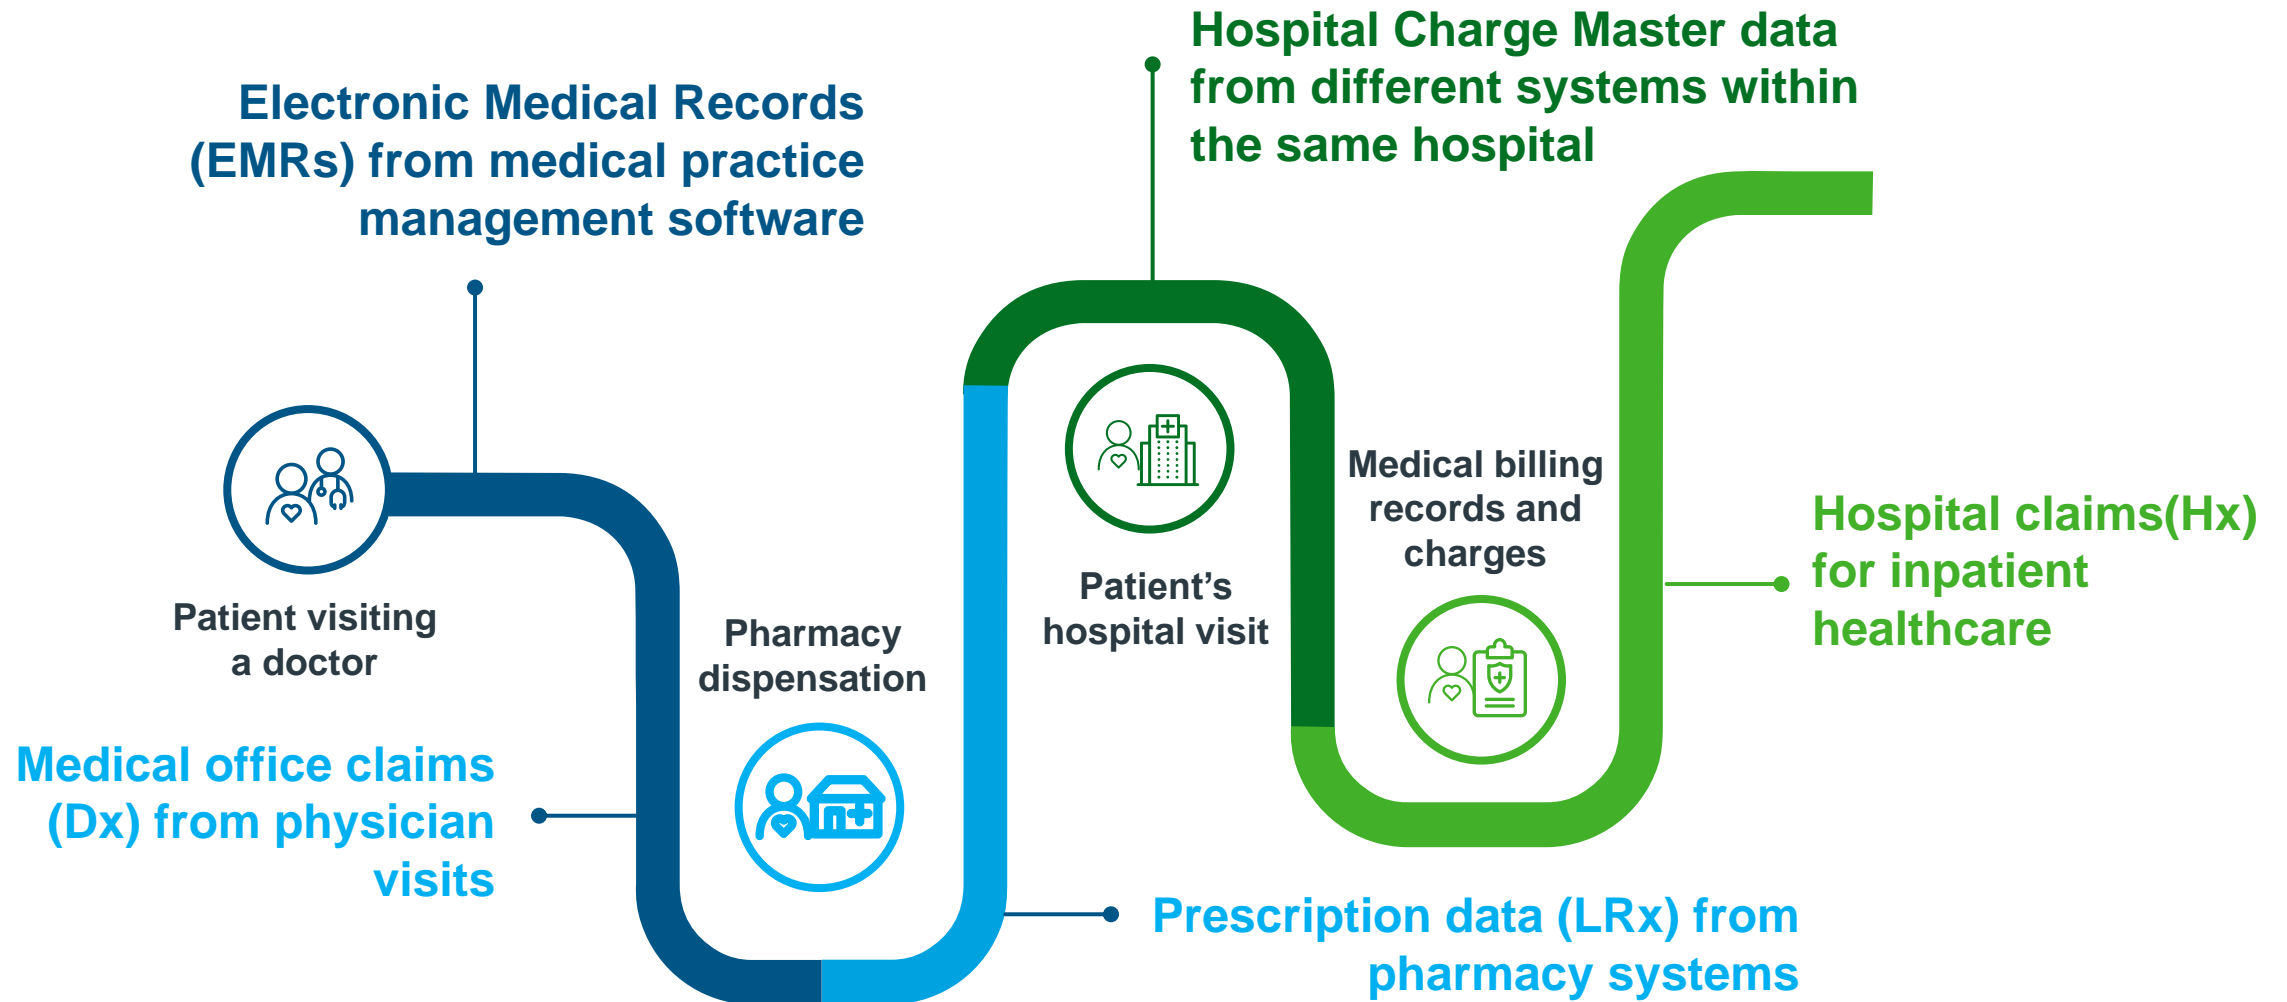 Electronic Medical Records
(EMRs) from medical practice
management software
Hospital Charge Master data
from different systems within
the same hospital
Patient visiting
a doctor
Medical office claims
(Dx) from physician
visits
Pharmacy
dispensation
Patient’s
hospital visit
Medical billing
records and
charges
Hospital claims(Hx)
for inpatient
healthcare
Prescription data (LRx) from
pharmacy systems